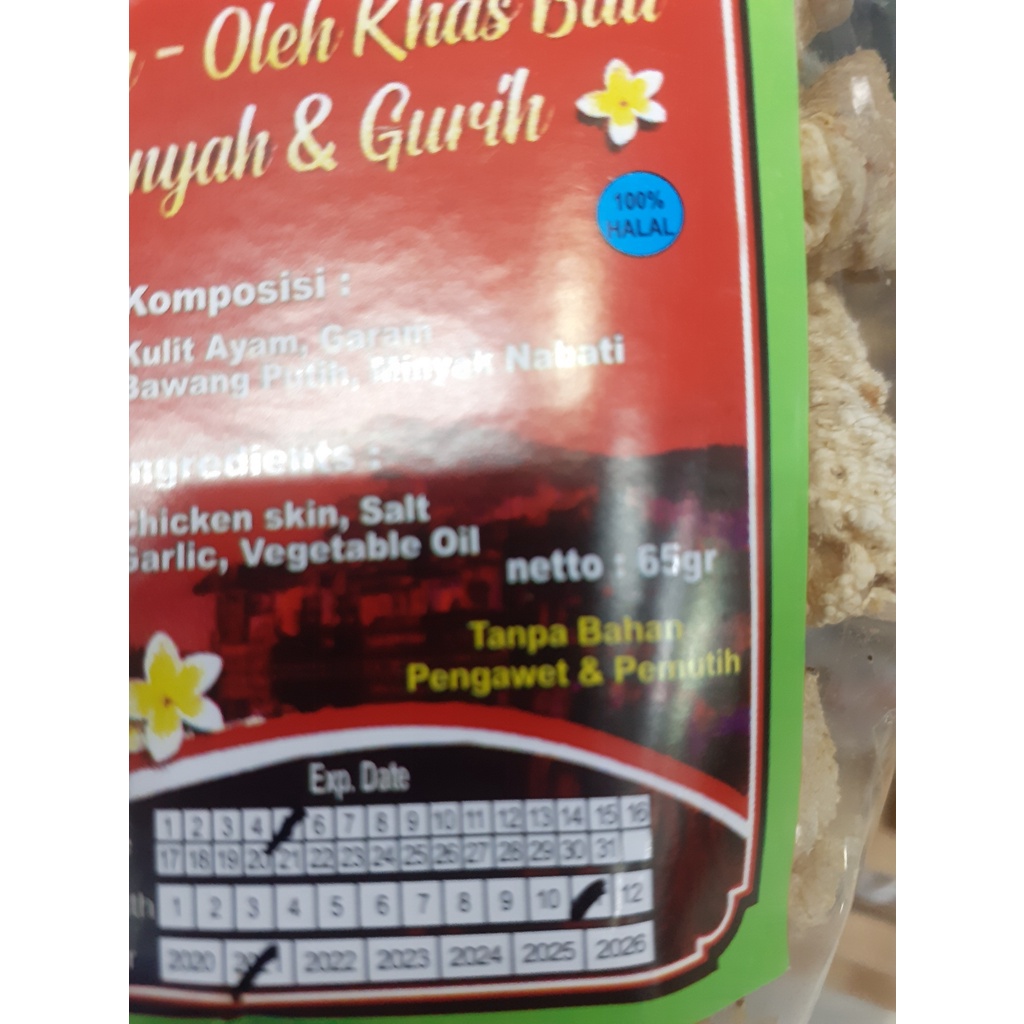 - Oleh Khas Bali
& Gurih
100%
HALAL
Komposisi :
Kulit Ayam, Garam
Bawang Putih, Minyak Nabati
Ingredients :
Chicken skin, Salt
Garlic, Vegetable Oil
netto : 65gr
Tanpa Bahan
Pengawet & Pemutih
Exp. Date
1 2 3 4 6 7 8 9 10 11 12 13 14 15 16
17 18 19 20 21 22 23 24 25 26 27 28 29 30 31
1 2 3 4 5 6 7 8 9 10 12
2020 2021 2022 2023 2024 2025 2026